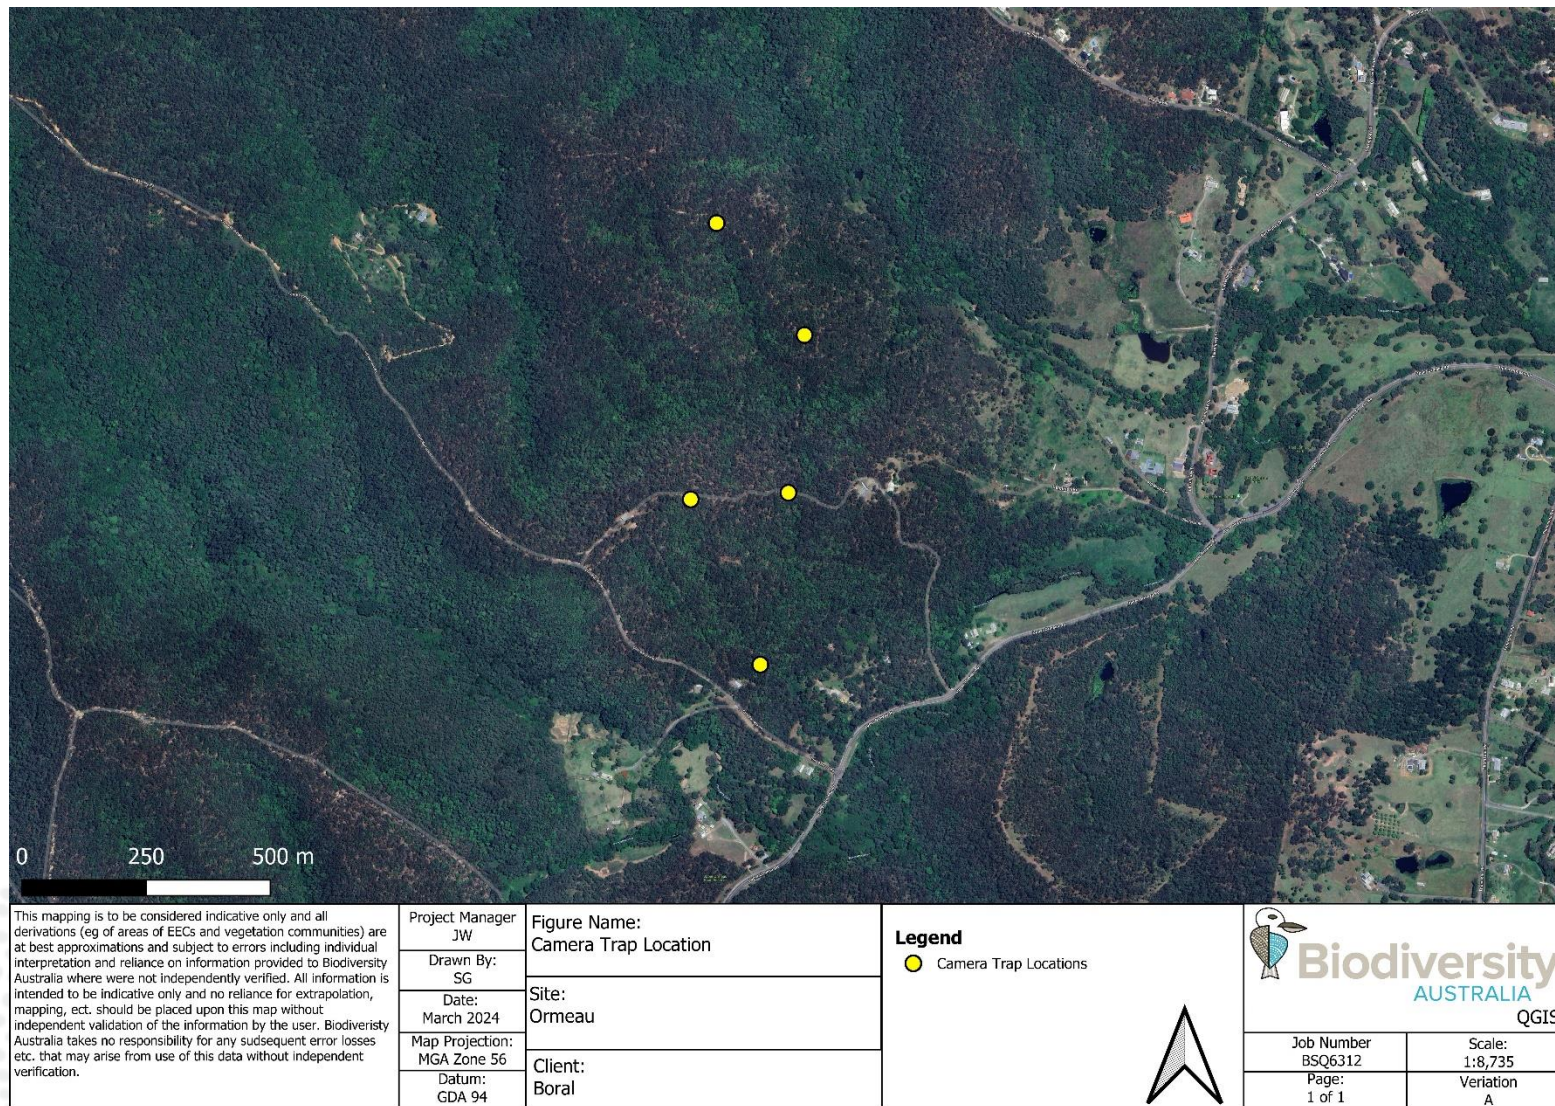 0 250 500 m
This mapping is to be considered indicative only and all
derivations (eg of areas of EECs and vegetation communities) are
at best approximations and subject to errors including individual
interpretation and reliance on information provided to Biodiversity
Australia where were not independently verified. All information is
intended to be indicative only and no reliance for extrapolation,
mapping, ect. should be placed upon this map without
independent validation of the information by the user. Biodiveristy
Australia takes no responsibility for any sudsequent error losses
etc. that may arise from use of this data without independent
verification.
Project Manager
JW
Drawn By:
SG
Date:
March 2024
Map Projection:
MGA Zone 56
Datum:
GDA 94
Figure Name:
Camera Trap Location
Site:
Ormeau
Client:
Boral
Legend
Camera Trap Locations
Biodiversity
AUSTRALIA
QGIS
Job Number
BSQ6312
Scale:
1:8,735
Page:
1 of 1
Variation
A